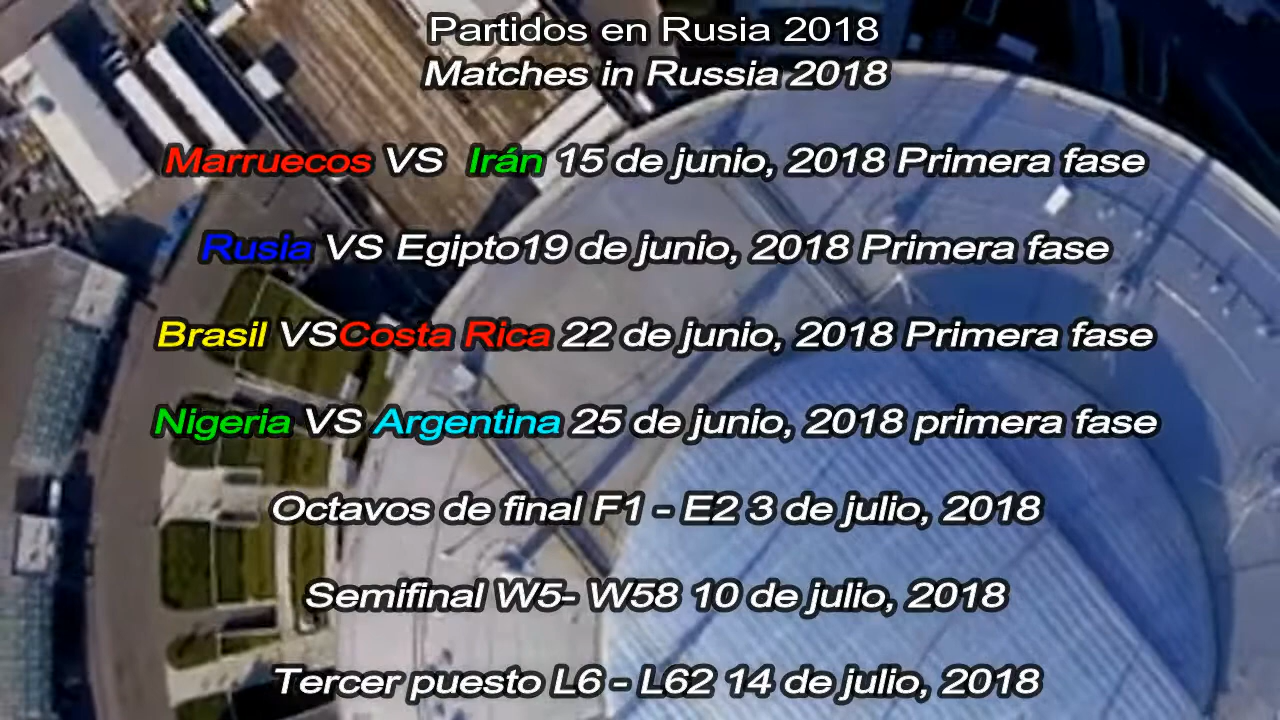 Partidos en Rusia 2018
Matches in Russia 2018
Marruecos VS Irán 15 de junio, 2018 Primera fase
Rusia VS Egipto19 de junio, 2018 Primera fase
Brasil VSCosta Rica 22 de junio, 2018 Primera fase
Nigeria VS Argentina 25 de junio, 2018 primera fase
Octavos de final F1 - E2 3 de julio, 2018
Semifinal W5- W58 10 de julio, 2018
Tercer puesto L6 - L62 14 de julio, 2018